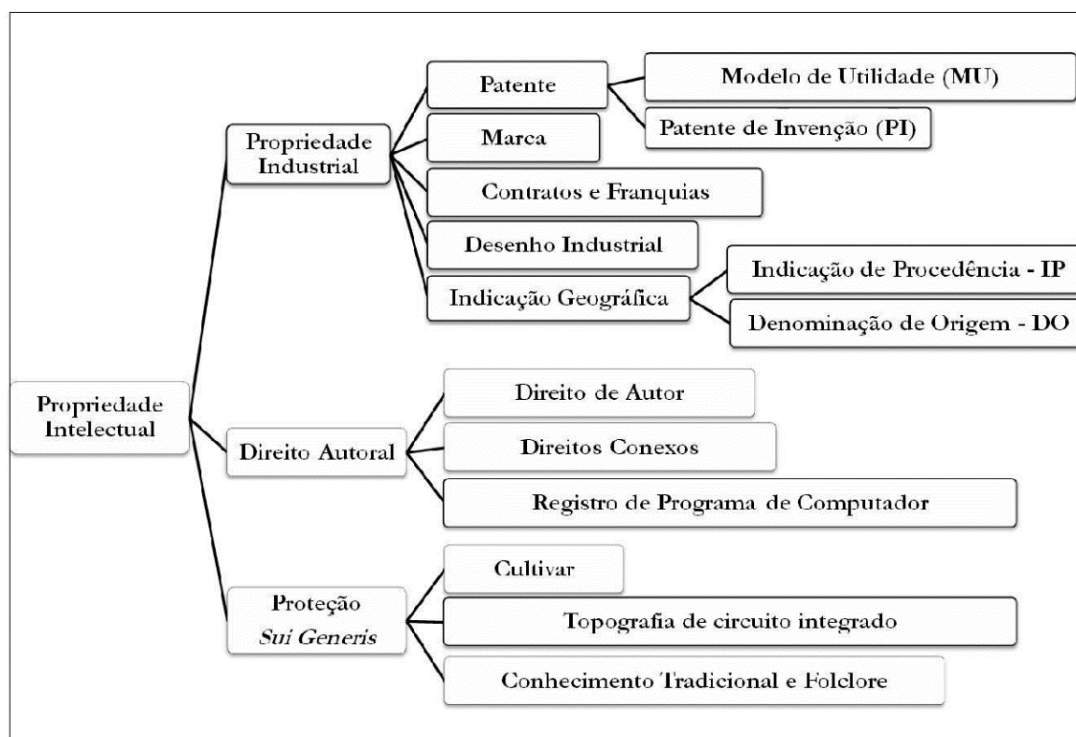 Propriedade
Intelectual
Propriedade
Industrial
Patente
Modelo de Utilidade (MU)
Patente de Invenção (PI)
Marca
Contratos e Franquias
Desenho Industrial
Indicação Geográfica
Indicação de Procedência - IP
Denominação de Origem - DO
Direito Autoral
Direito de Autor
Direitos Conexos
Registro de Programa de Computador
Proteção
Sui Generis
Cultivar
Topografia de circuito integrado
Conhecimento Tradicional e Folclore